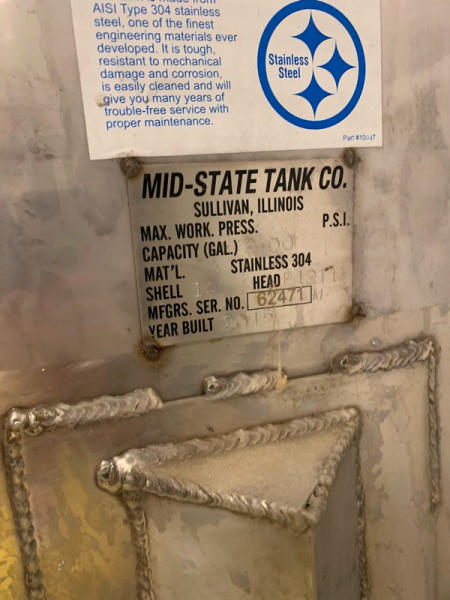 AISI Type 304 stainless
steel, one of the finest
engineering materials ever
developed. It is tough,
resistant to mechanical
damage and corrosion,
is easily cleaned and will
give you many years of
trouble-free service with
proper maintenance.
Stainless
Steel
MID-STATE TANK CO.
SULLIVAN, ILLINOIS
MAX. WORK. PRESS. P.S.I.
CAPACITY (GAL.)
MAT'L. STAINLESS 304
SHELL 12 HEAD
MFGRS. SER. NO. 62471
YEAR BUILT